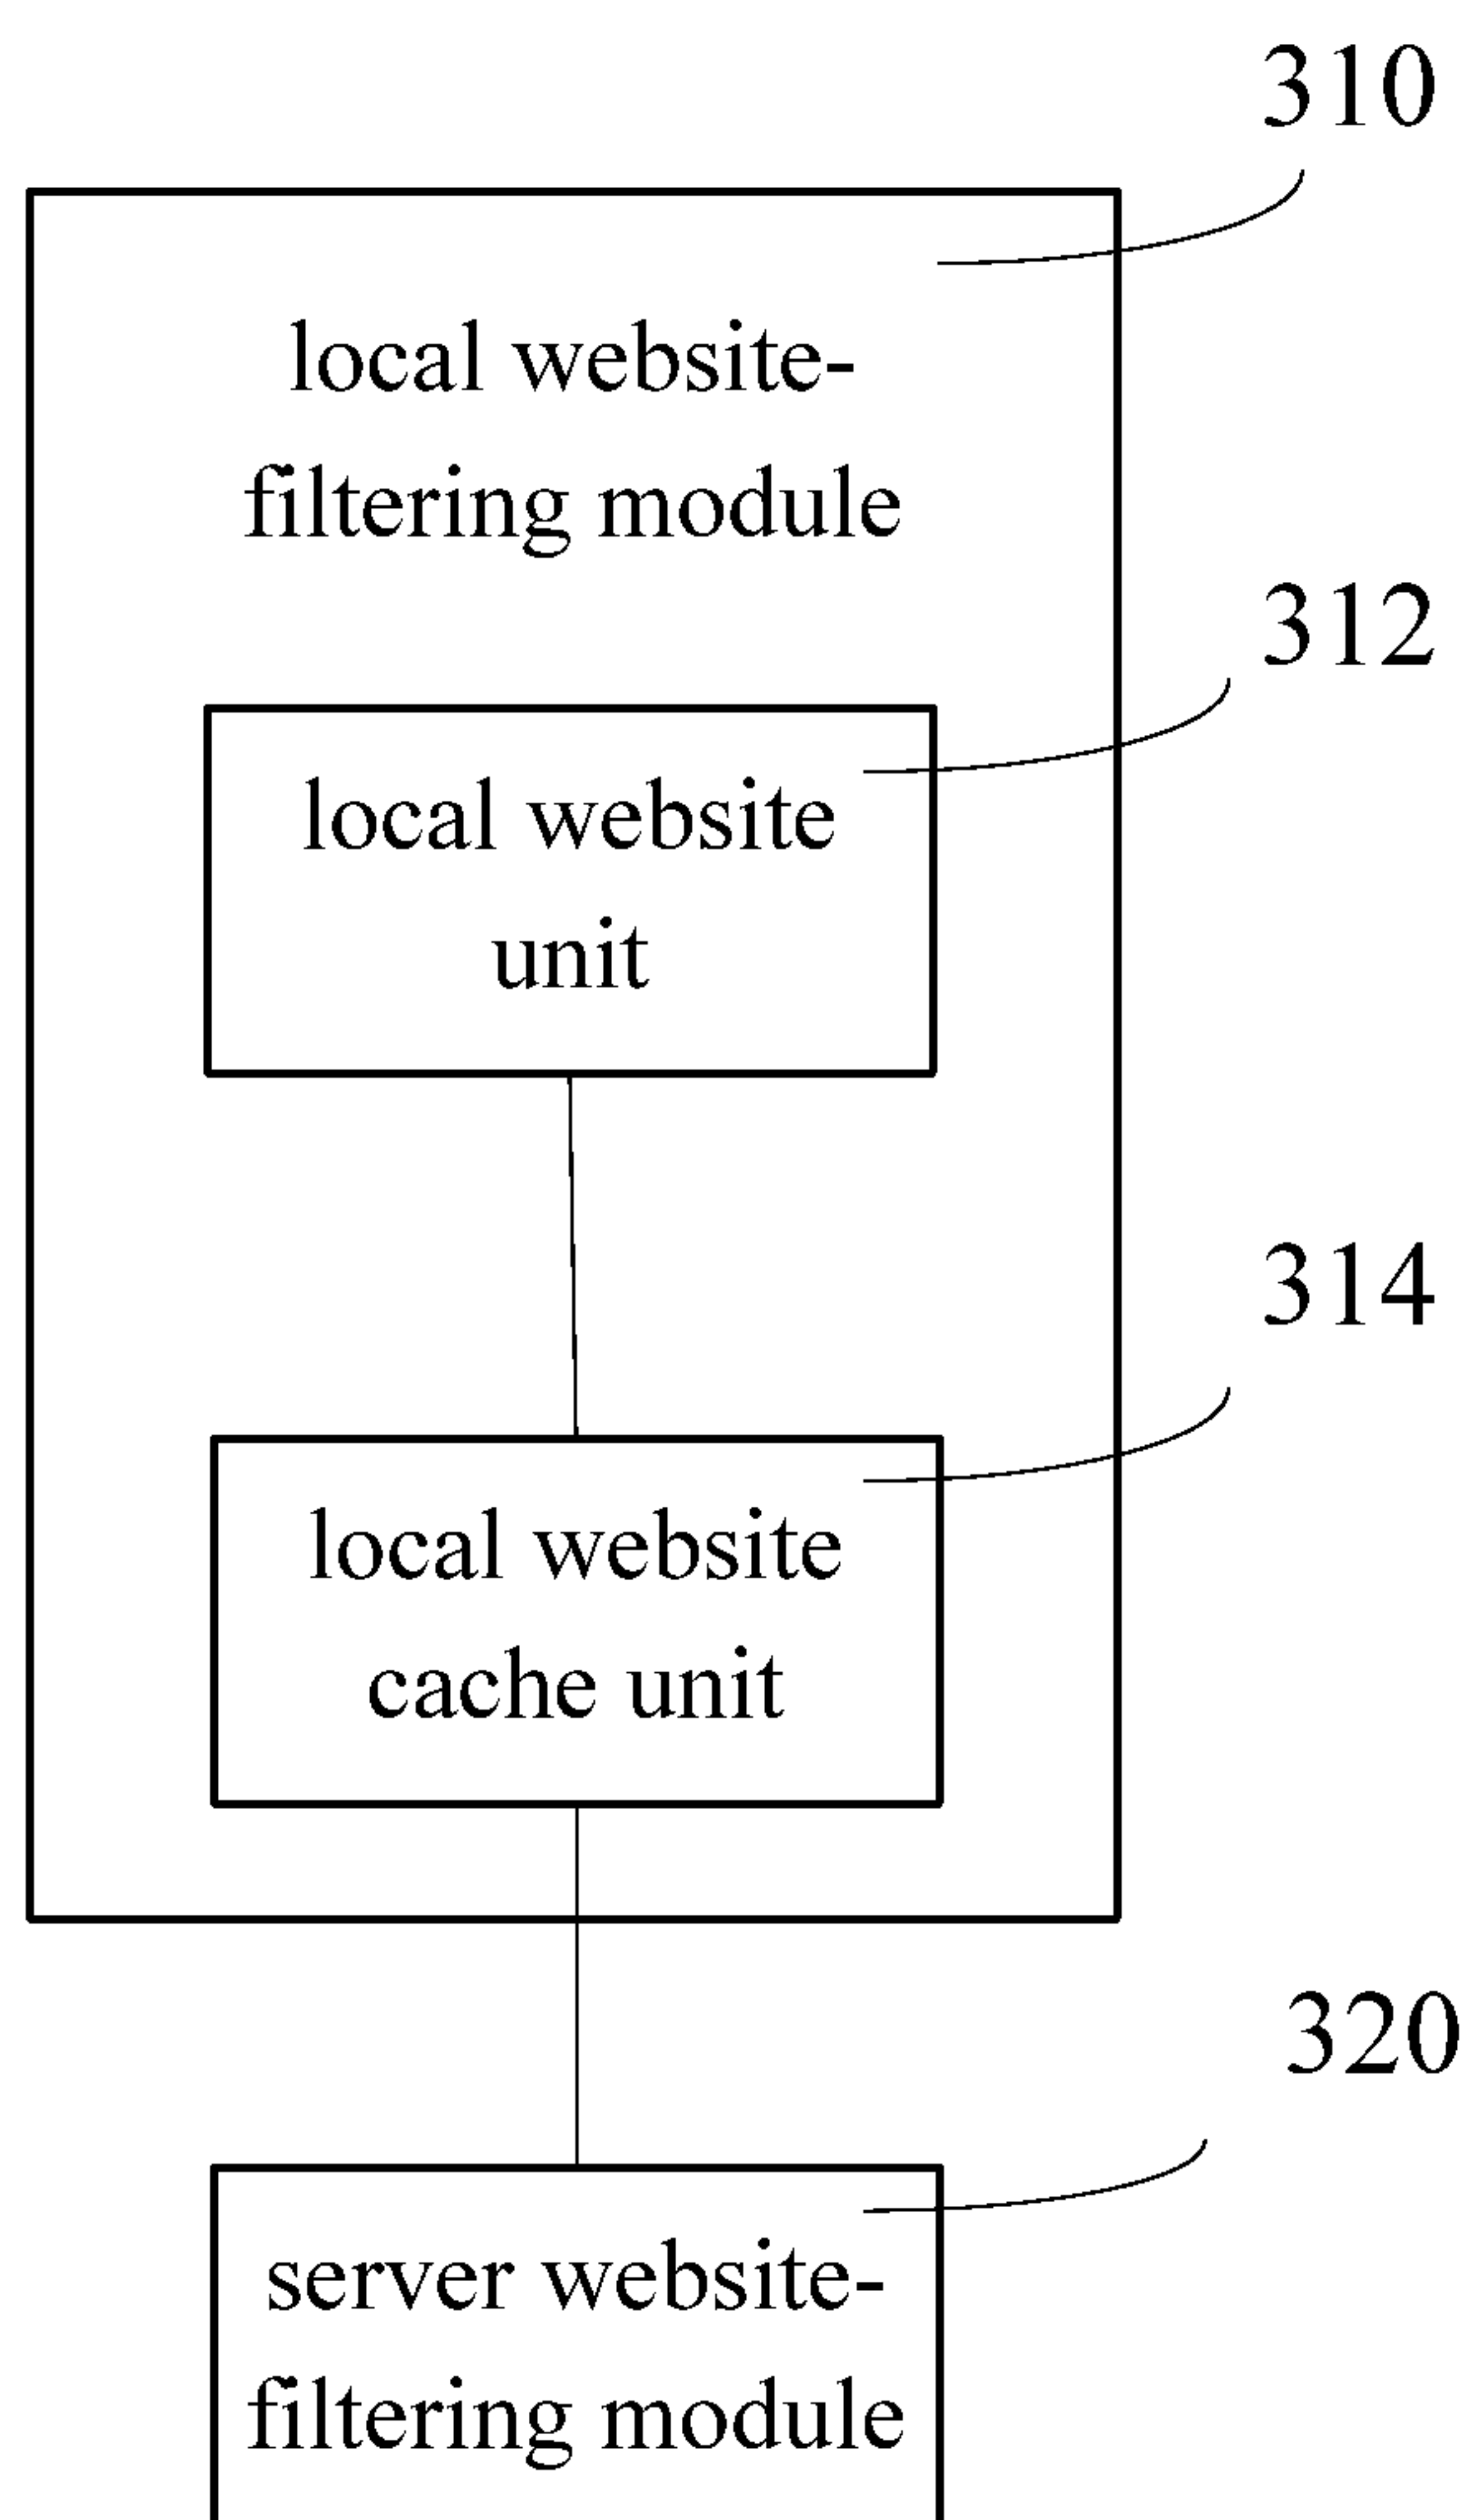 310
local website-
filtering module
312
local website
unit
314
local website
cache unit
320
server website-
filtering module